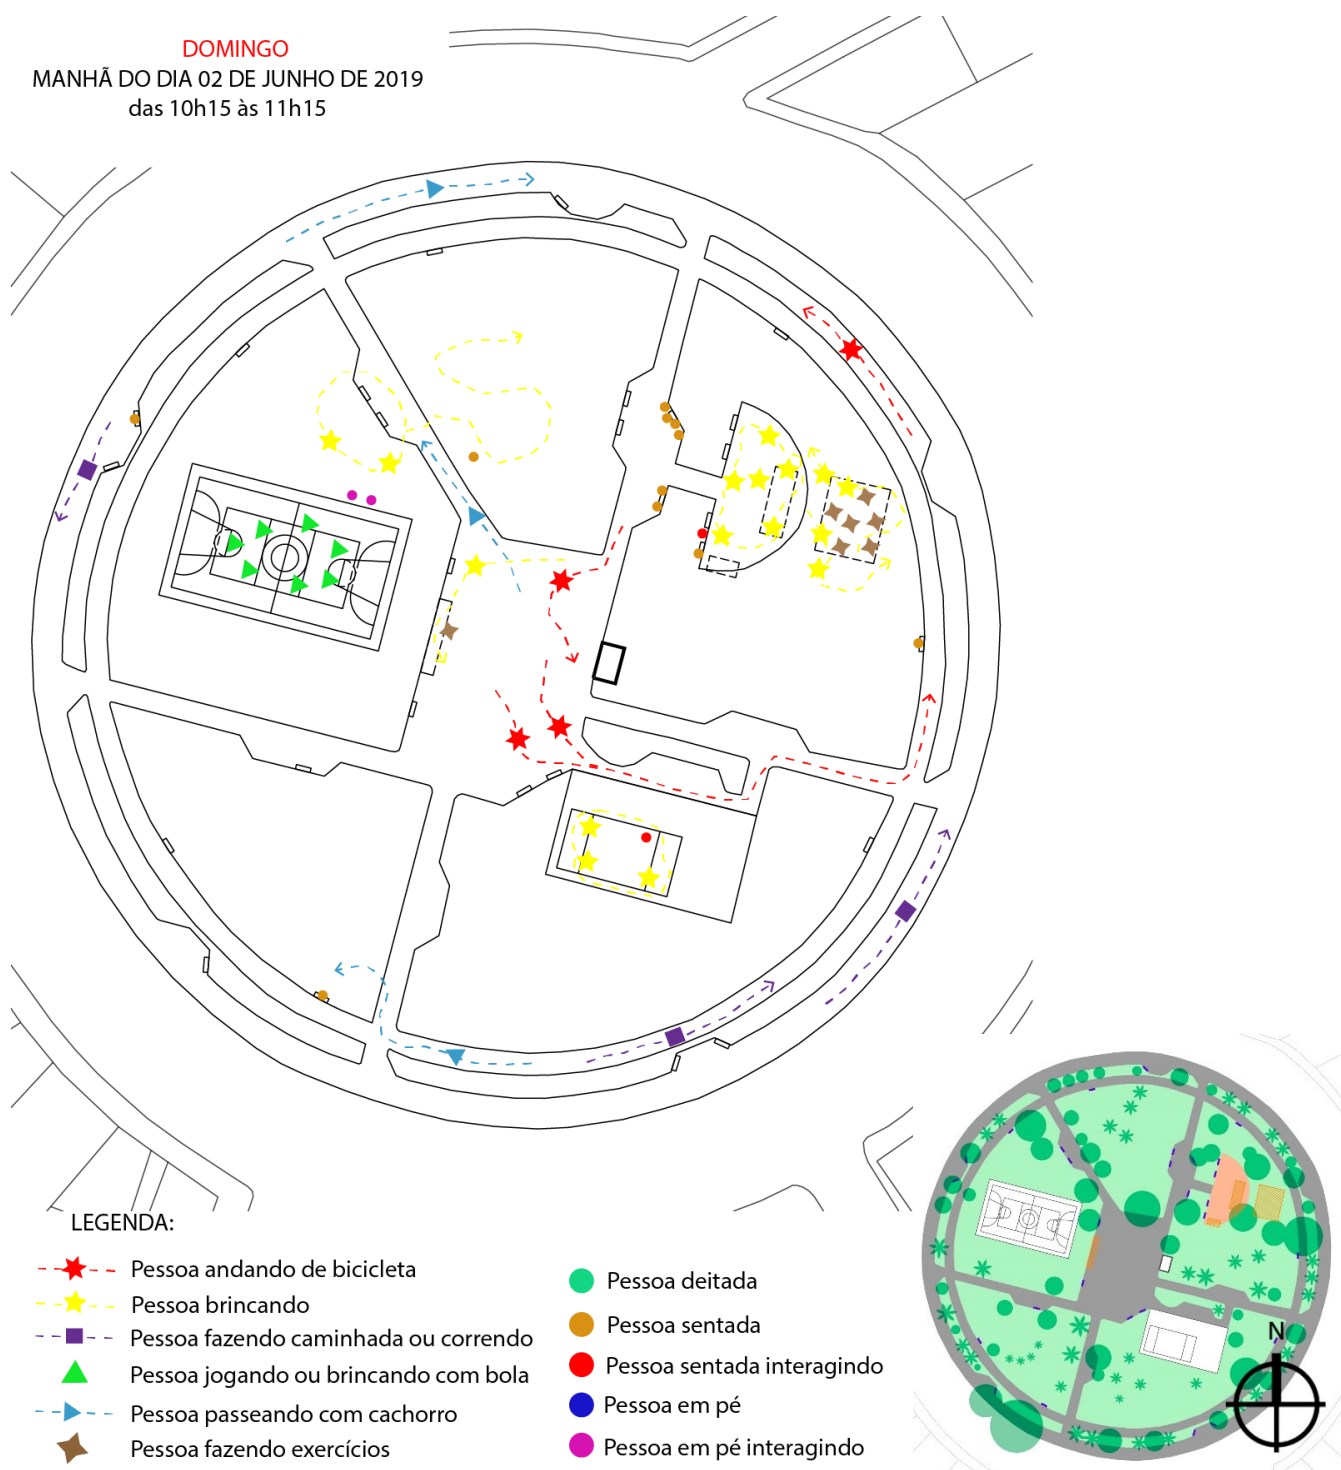 DOMINGO
MANHÃ DO DIA 02 DE JUNHO DE 2019
das 10h15 às 11h15
LEGENDA:
Pessoa andando de bicicleta
Pessoa brincando
Pessoa fazendo caminhada ou correndo
Pessoa jogando ou brincando com bola
Pessoa passeando com cachorro
Pessoa fazendo exercícios
Pessoa deitada
Pessoa sentada
Pessoa sentada interagindo
Pessoa em pé
Pessoa em pé interagindo
N